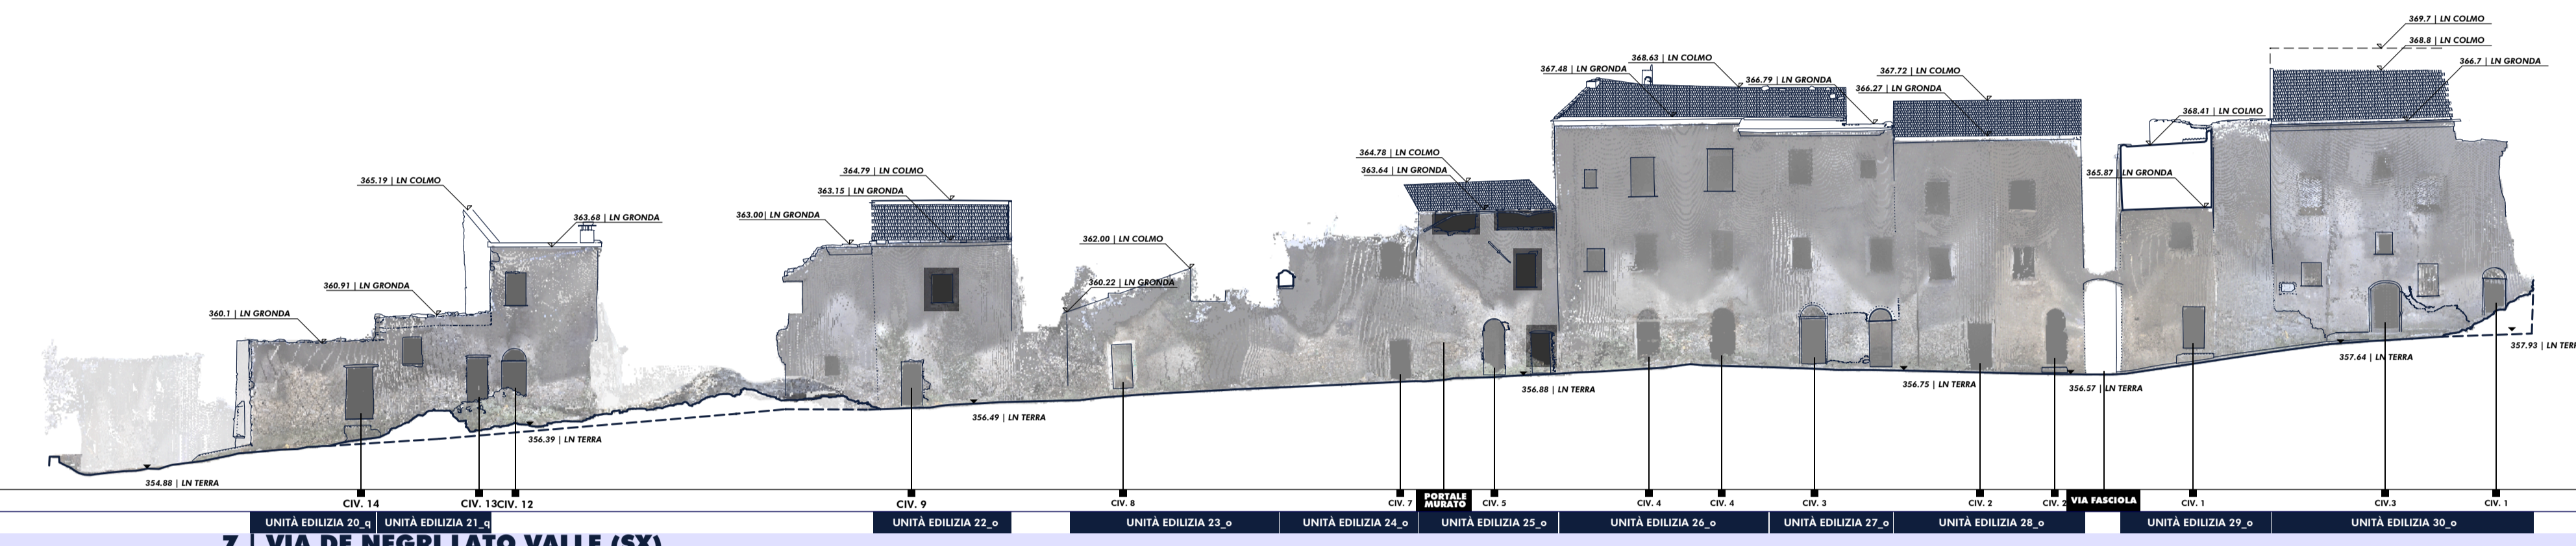 369.7 | LN COLMO
368.8 | LN COLMO
368.63 | LN COLMO
366.7 | LN GRONDA
367.48 | LN GRONDA
367.72 | LN COLMO
366.79 | LN GRONDA
366.27 | LN GRONDA
368.41 | LN COLMO
364.78 | LN COLMO
364.79 | LN COLMO
363.64 | LN GRONDA
365.87 | LN GRONDA
365.19 | LN COLMO
363.15 | LN GRONDA
363.00| LN GRONDA
363.68 | LN GRONDA
362.00 | LN COLMO
360.22 | LN GRONDA
360.91 | LN GRONDA
360.1 | LN GRONDA
357.93 | LN TER
357.64 | LN TERRA
356.75 | LN TERRA
356.57 | LN TERRA
356.88 | LN TERRA
356.49 | LN TERRA
356.39 | LN TERRA
354.88 | LN TERRA
CIV. 14 CIV. 13 CIV. 12 CIV. 9 CIV. 8 CIV. 7 PORTALE CIV. 5 CIV. 4 CIV. 4 CIV. 3 CIV. 2 CIV. 2 VIA FASCIOLA CIV. 1 CIV.3 CIV. 1
MURATO
UNITÀ EDILIZIA 20_q UNITÀ EDILIZIA 21_q UNITÀ EDILIZIA 22_o UNITÀ EDILIZIA 23_o UNITÀ EDILIZIA 24_o UNITÀ EDILIZIA 25_o UNITÀ EDILIZIA 26_o UNITÀ EDILIZIA 27_o UNITÀ EDILIZIA 28_o UNITÀ EDILIZIA 29_o UNITÀ EDILIZIA 30_o
7 | VIA DE NEGRI LATO VALLE (SX)